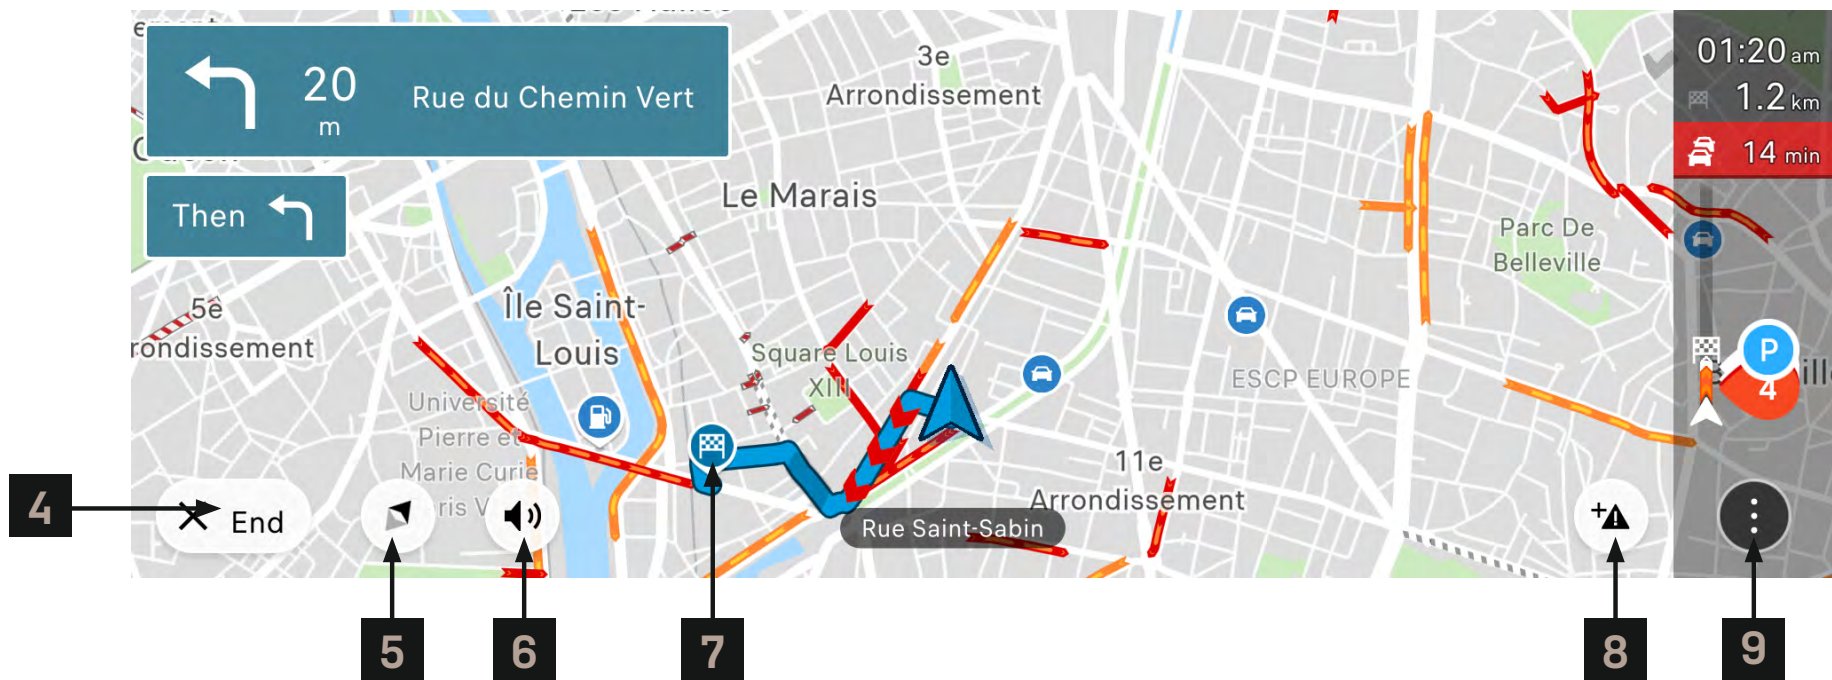 20
m
Rue du Chemin Vert
Then
3e
Arrondissement
01:20 am
1.2 km
14 min
Le Marais
Parc De
Belleville
5e
rondissement
Île Saint-
Louis
Square Louis
XIII
ESCP EUROPE
P
4
Université
Pierre et
Marie Curie
ris V
11e
Arrondissement
Rue Saint-Sabin
End
4
5
6
7
8
9